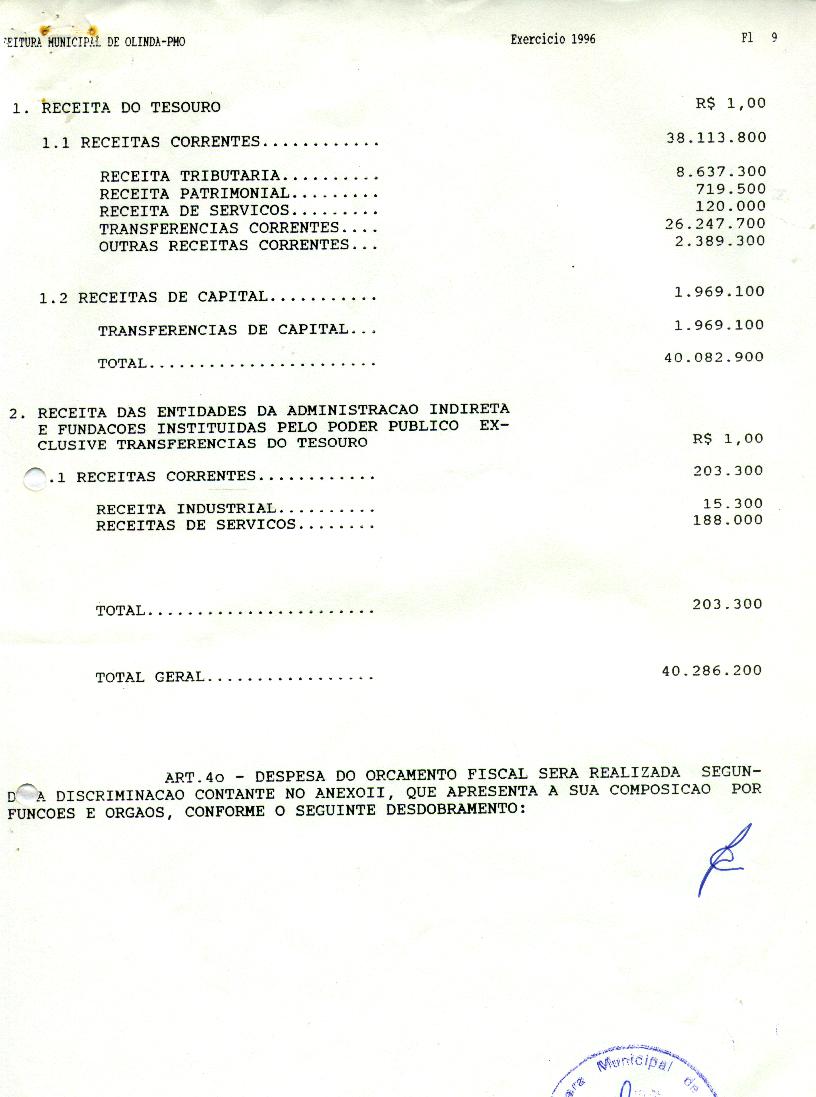 EITURA MUNICIPAL DE OLINDA-PMO Exercicio 1996 Fl 9
1. RECEITA DO TESOURO R$ 1,00
1.1 RECEITAS CORRENTES............ 38.113.800
RECEITA TRIBUTARIA.......... 8.637.300
RECEITA PATRIMONIAL......... 719.500
RECEITA DE SERVICOS......... 120.000
TRANSFERENCIAS CORRENTES.... 26.247.700
OUTRAS RECEITAS CORRENTES... 2.389.300
1.2 RECEITAS DE CAPITAL........... 1.969.100
TRANSFERENCIAS DE CAPITAL... 1.969.100
TOTAL....................... 40.082.900
2. RECEITA DAS ENTIDADES DA ADMINISTRACAO INDIRETA
E FUNDACOES INSTITUIDAS PELO PODER PUBLICO EX-
CLUSIVE TRANSFERENCIAS DO TESOURO R$ 1,00
.1 RECEITAS CORRENTES............ 203.300
RECEITA INDUSTRIAL.......... 15.300
RECEITAS DE SERVICOS........ 188.000
TOTAL....................... 203.300
TOTAL GERAL................. 40.286.200
ART.4o - DESPESA DO ORCAMENTO FISCAL SERA REALIZADA SEGUN-
D A DISCRIMINACAO CONTANTE NO ANEXOII, QUE APRESENTA A SUA COMPOSICAO POR
FUNCOES E ORGAOS, CONFORME O SEGUINTE DESDOBRAMENTO:
ara Municipal de